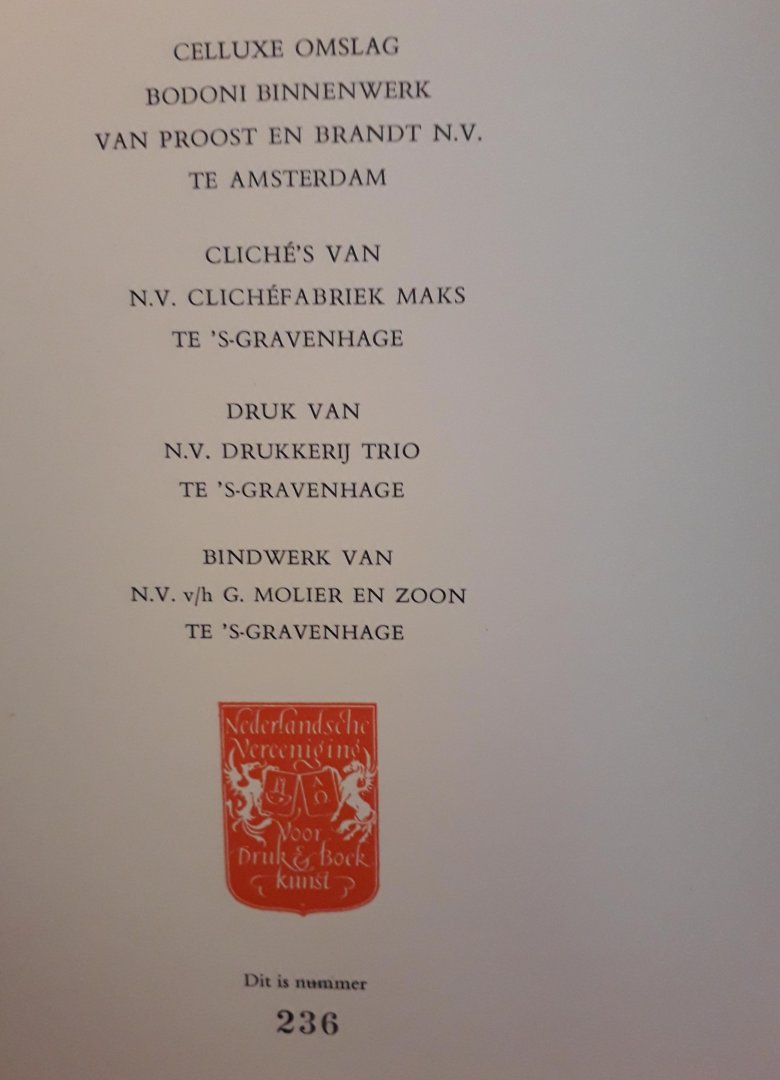 CELLUXE OMSLAG
BODONI BINNENWERK
VAN PROOST EN BRANDT N.V.
TE AMSTERDAM
CLICHÉ'S VAN
N.V. CLICHÉFABRIEK MAKS
TE 'S-GRAVENHAGE
DRUK VAN
N.V. DRUKKERIJ TRIO
TE 'S-GRAVENHAGE
BINDWERK VAN
N.V. v/h G. MOLIER EN ZOON
TE 'S-GRAVENHAGE
Nederlandsche
Vereeniging
Α
Ω
Voor
Druk & Boek
kunst
Dit is nummer
236